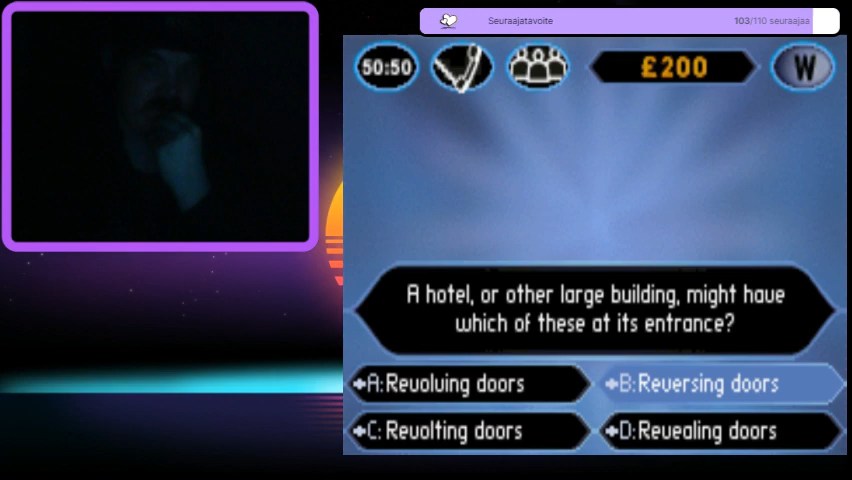 Seuraajatavoite 103/110 seuraajaa
50:50 £200 W
A hotel, or other large building, might have
which of these at its entrance?
A: Revolving doors B: Reversing doors
C: Revolting doors D: Revealing doors